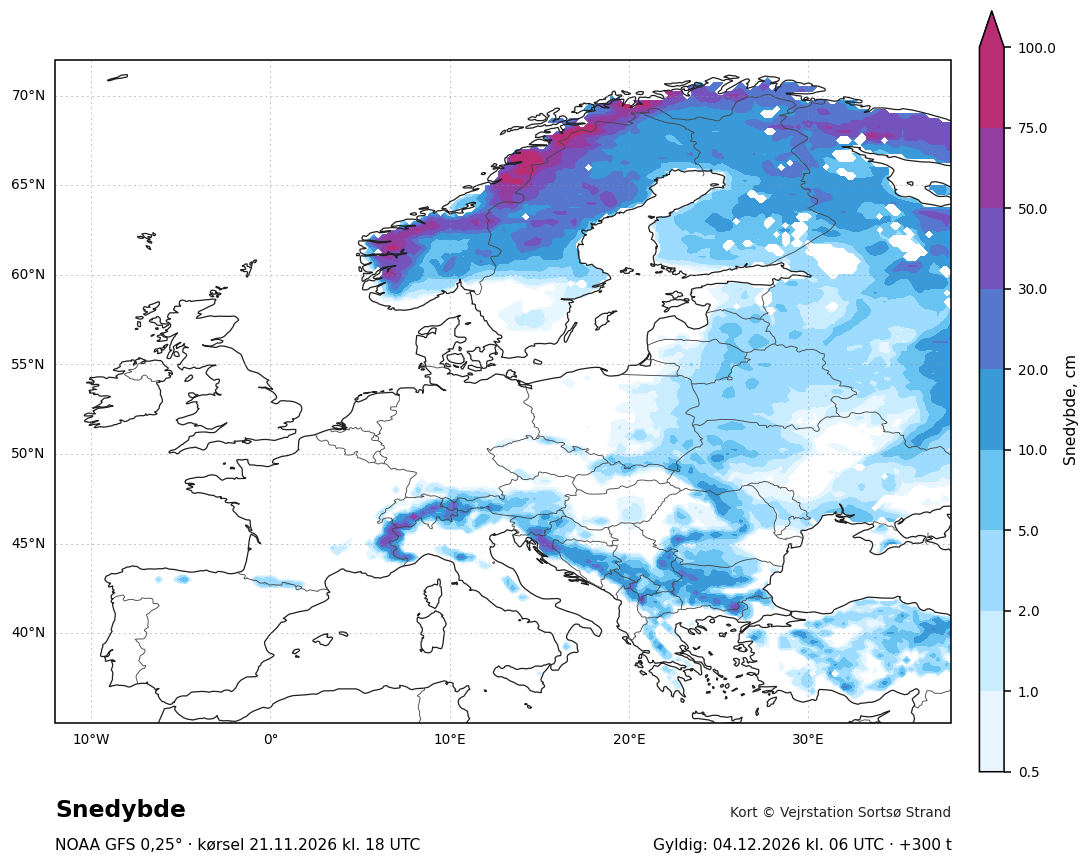 100.0
75.0
50.0
30.0
20.0
10.0
5.0
2.0
1.0
0.5
Snedybde, cm
70°N
65°N
60°N
55°N
50°N
45°N
40°N
10°W
0°
10°E
20°E
30°E
Snedybde
Kort © Vejrstation Sortsø Strand
NOAA GFS 0,25° · kørsel 21.11.2026 kl. 18 UTC
Gyldig: 04.12.2026 kl. 06 UTC · +300 t